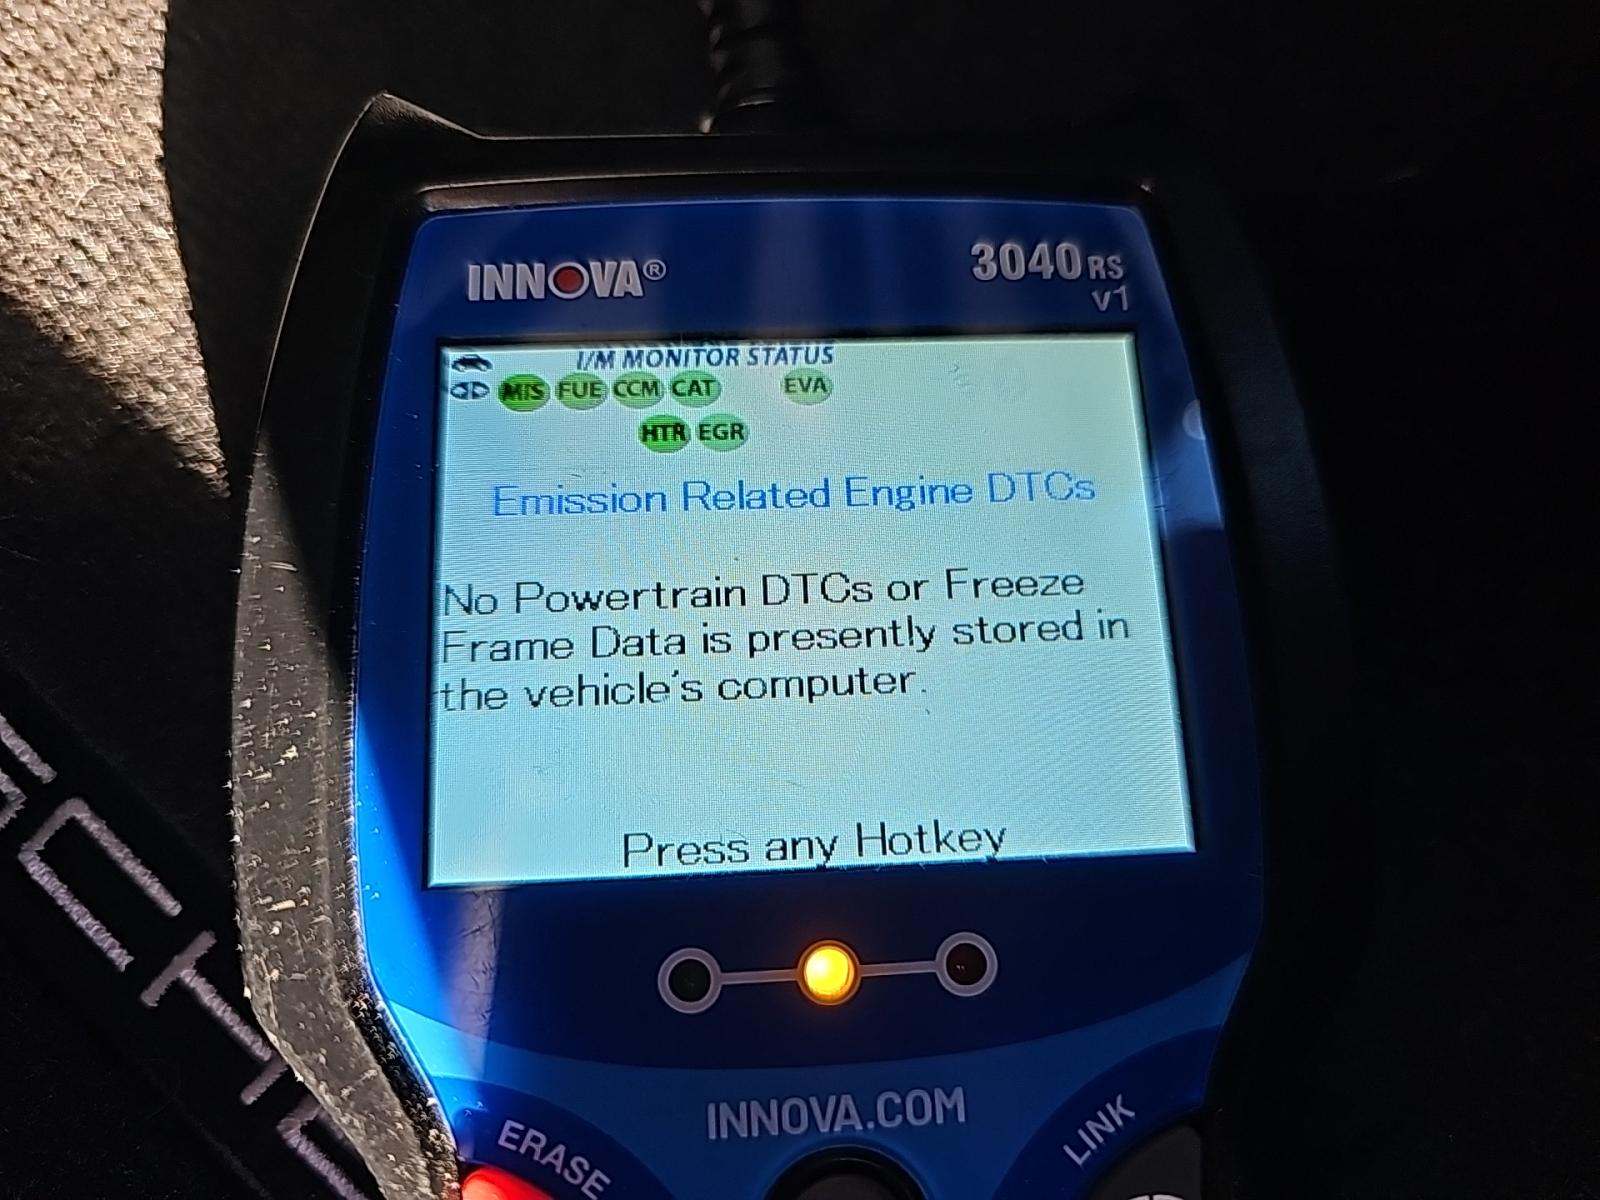 INNOVA®
3040RS
v1
I/M MONITOR STATUS
MIS FUE CCM CAT EVA
HTR EGR
Emission Related Engine DTCs
No Powertrain DTCs or Freeze
Frame Data is presently stored in
the vehicle's computer.
Press any Hotkey
INNOVA.COM
ERASE
LINK